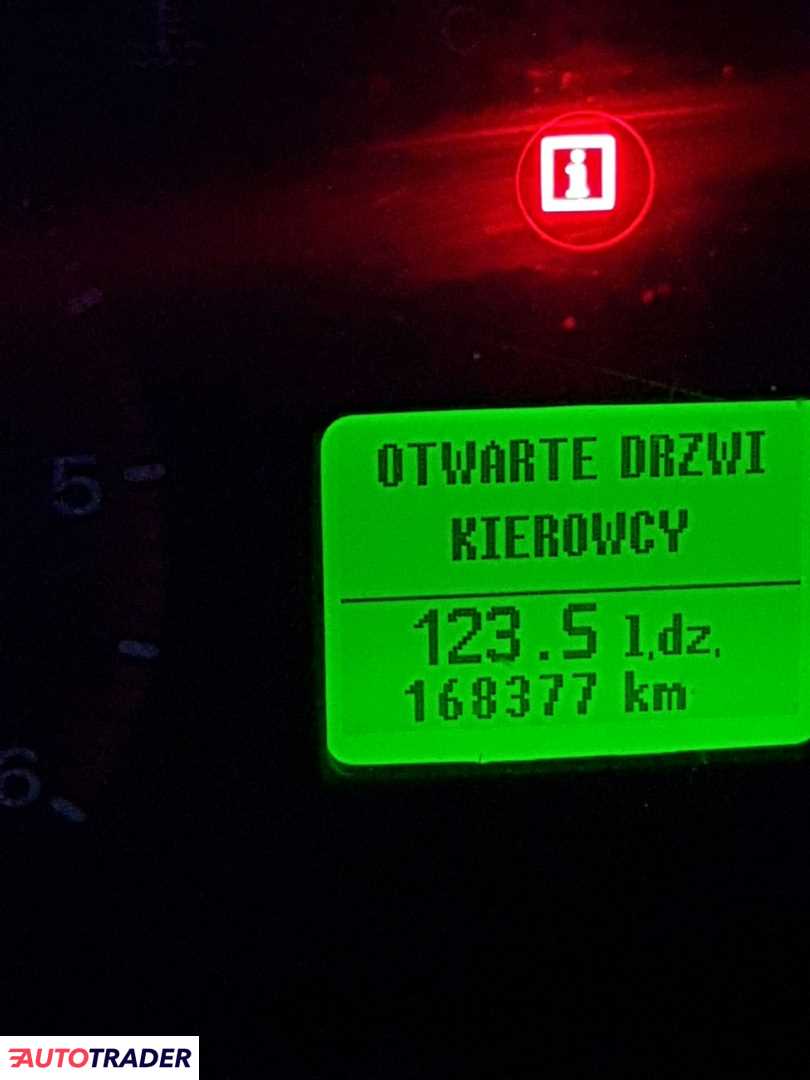 i
OTWARTE DRZWI
KIEROWCY
5
123.5 l.dz.
168377 km
6
AUTOTRADER